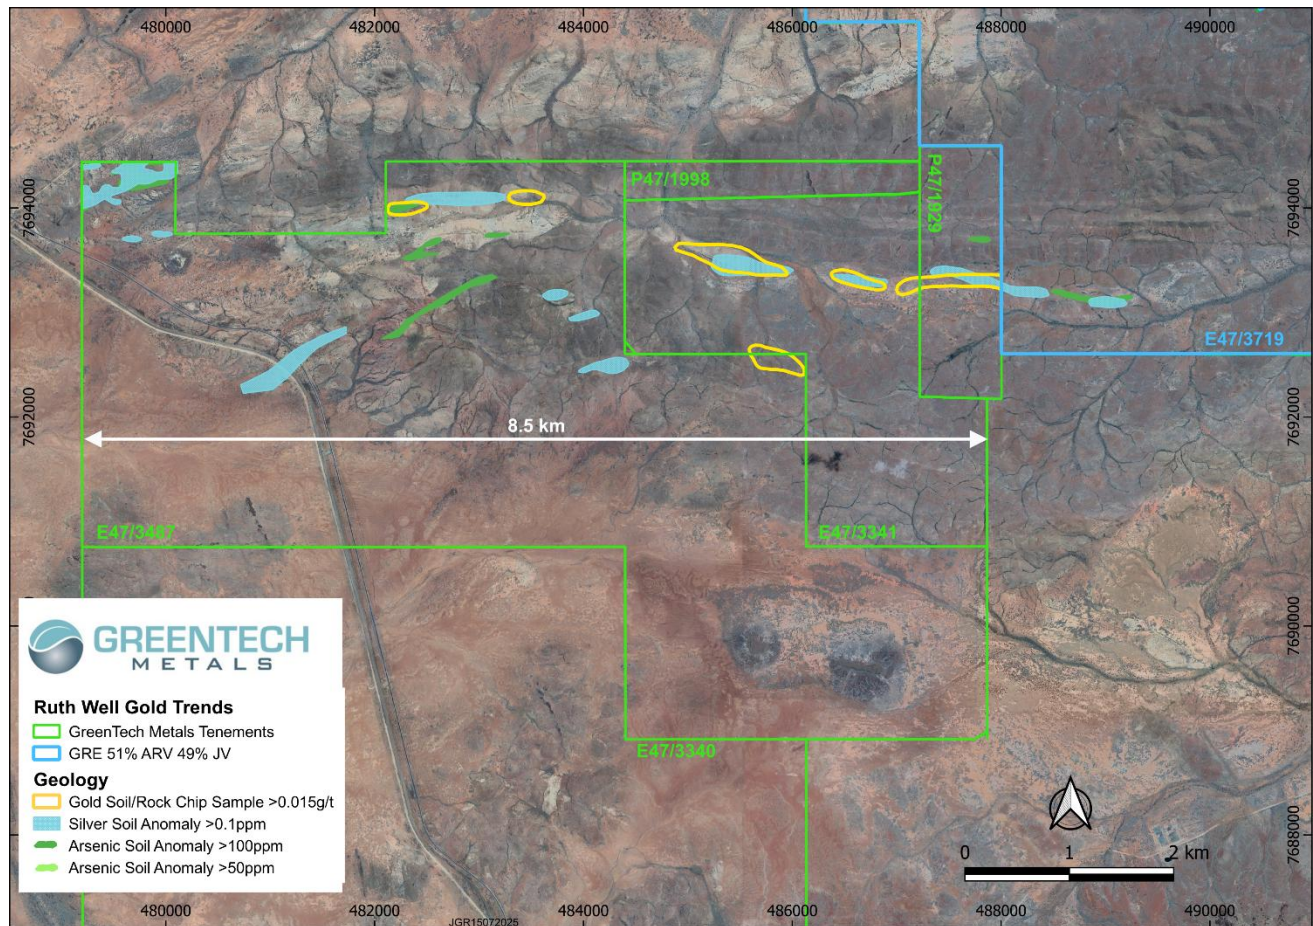 480000
482000
484000
486000
488000
490000
7694000
7694000
P47/1998
P47/1929
E47/3719
7692000
7692000
8.5 km
E47/3487
E47/3341
7690000
GREENTECH
METALS
Ruth Well Gold Trends
GreenTech Metals Tenements
GRE 51% ARV 49% JV
Geology
Gold Soil/Rock Chip Sample >0.015g/t
Silver Soil Anomaly >0.1ppm
Arsenic Soil Anomaly >100ppm
Arsenic Soil Anomaly >50ppm
E47/3340
7688000
0 1 2 km
480000
482000
484000
486000
488000
490000
JGR15072025